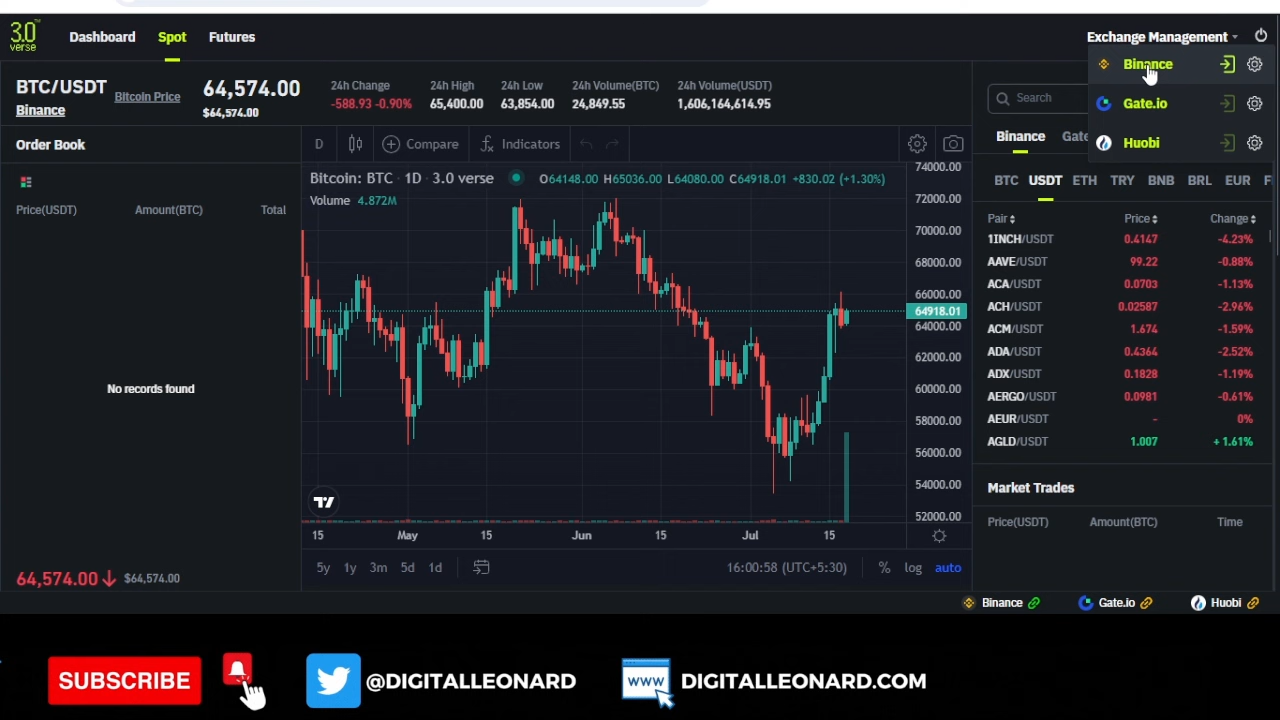 3.0 verse
Dashboard Spot Futures
Exchange Management
BTC/USDT
Binance
Bitcoin Price
64,574.00
$64,574.00
24h Change
-588.93 -0.90%
24h High
65,400.00
24h Low
63,854.00
24h Volume(BTC)
24,849.55
24h Volume(USDT)
1,606,164,614.95
Binance
Gate.io
Huobi
Search
Binance Gate
BTC USDT ETH TRY BNB BRL EUR F
Order Book
Price(USDT) Amount(BTC) Total
No records found
64,574.00 $64,574.00
D Compare Indicators
Bitcoin: BTC · 1D · 3.0 verse O64148.00 H65036.00 L64080.00 C64918.01 +830.02 (+1.30%)
Volume 4.872M
74000.00
72000.00
70000.00
68000.00
66000.00
64918.01
64000.00
62000.00
60000.00
58000.00
56000.00
54000.00
52000.00
15 May 15 Jun 15 Jul 15
5y 1y 3m 5d 1d 16:00:58 (UTC+5:30) % log auto
Pair Price Change
1INCH/USDT 0.4147 -4.23%
AAVE/USDT 99.22 -0.88%
ACA/USDT 0.0703 -1.13%
ACH/USDT 0.02587 -2.96%
ACM/USDT 1.674 -1.59%
ADA/USDT 0.4364 -2.52%
ADX/USDT 0.1828 -1.19%
AERGO/USDT 0.0981 -0.61%
AEUR/USDT - 0%
AGLD/USDT 1.007 +1.61%
Market Trades
Price(USDT) Amount(BTC) Time
Binance Gate.io Huobi
SUBSCRIBE @DIGITALLEONARD WWW DIGITALLEONARD.COM